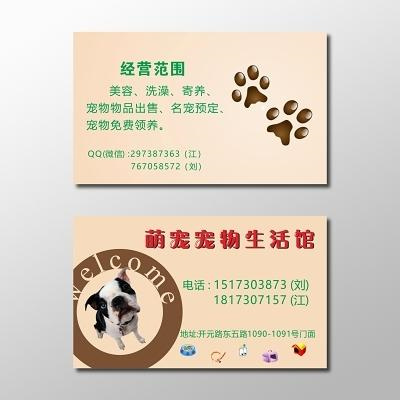 经营范围
美容、洗澡、寄养、
宠物物品出售、名宠预定、
宠物免费领养。
QQ(微信) :297387363 (江)
767058572 (刘)
萌宠宠物生活馆
welcome
电话 : 1517303873 (刘)
1817307157 (江)
地址:开元路东五路1090-1091号门面